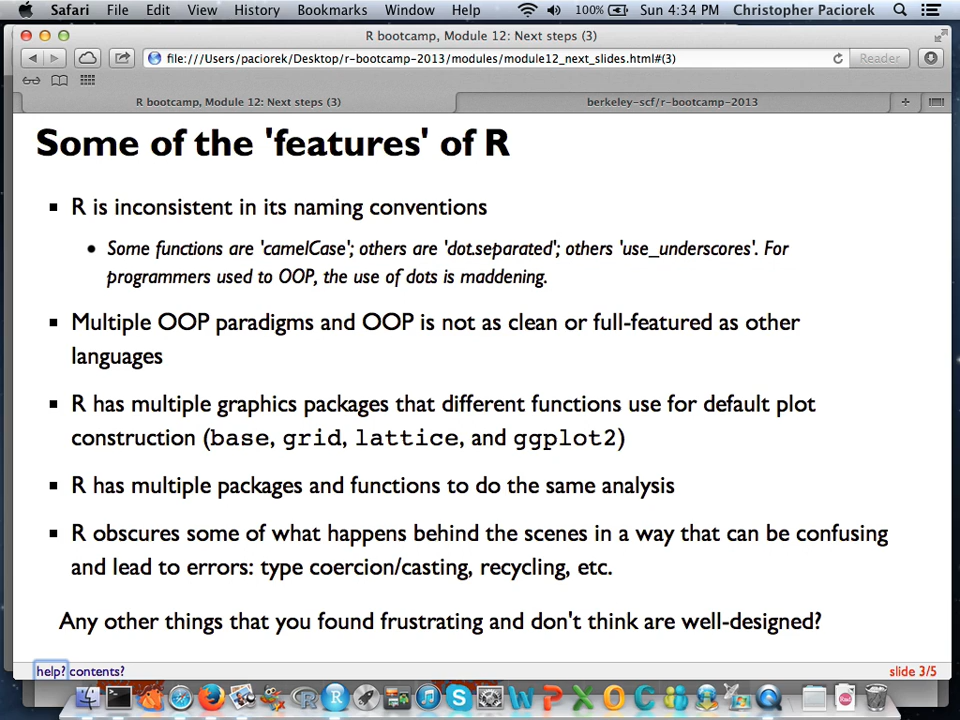 Safari File Edit View History Bookmarks Window Help 100% Sun 4:34 PM Christopher Paciorek
R bootcamp, Module 12: Next steps (3)
file:///Users/paciorek/Desktop/r-bootcamp-2013/modules/module12_next_slides.html#(3) Reader
R bootcamp, Module 12: Next steps (3) berkeley-scf/r-bootcamp-2013
Some of the 'features' of R
R is inconsistent in its naming conventions
Some functions are 'camelCase'; others are 'dot.separated'; others 'use_underscores'. For
programmers used to OOP, the use of dots is maddening.
Multiple OOP paradigms and OOP is not as clean or full-featured as other
languages
R has multiple graphics packages that different functions use for default plot
construction (base, grid, lattice, and ggplot2)
R has multiple packages and functions to do the same analysis
R obscures some of what happens behind the scenes in a way that can be confusing
and lead to errors: type coercion/casting, recycling, etc.
Any other things that you found frustrating and don't think are well-designed?
help? contents? slide 3/5